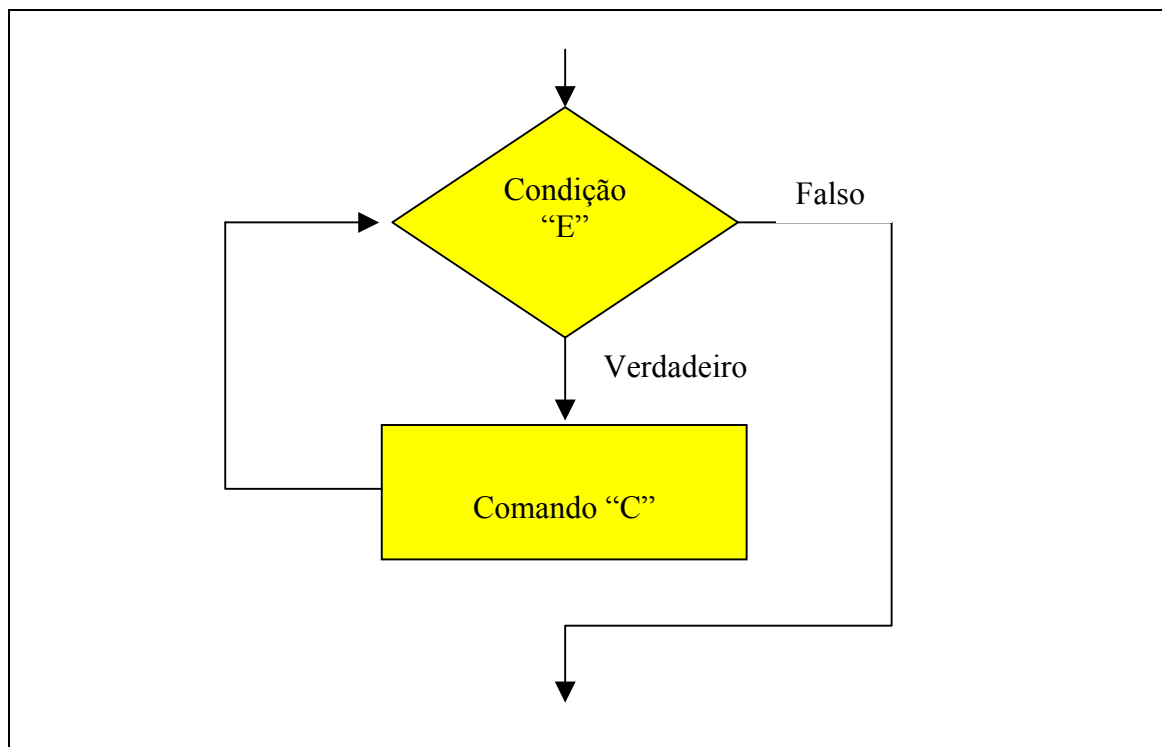 Condição
“E”
Falso
Verdadeiro
Comando “C”